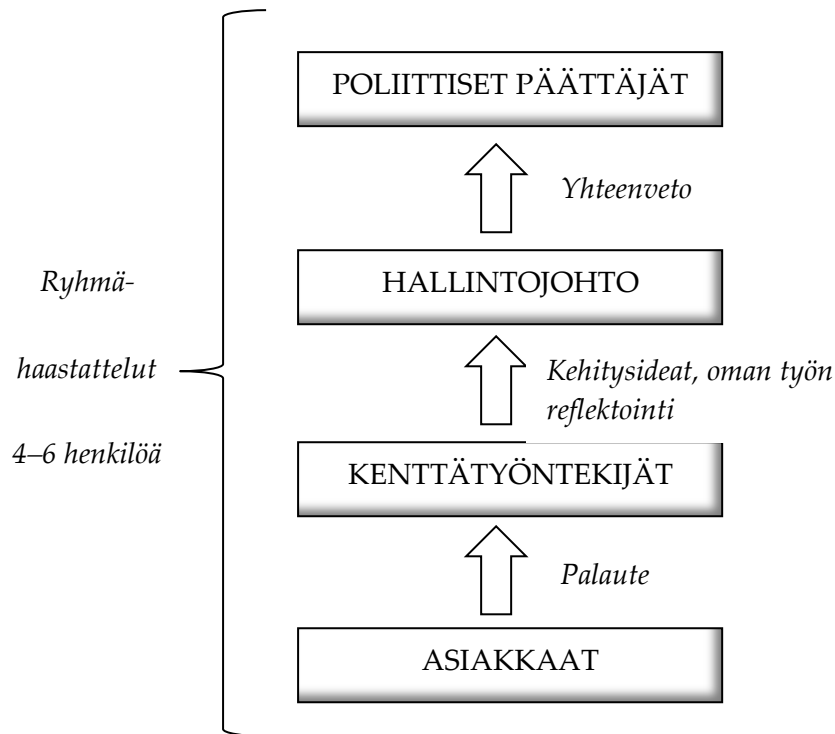 POLIITTISET PÄÄTTÄJÄT
Yhteenveto
HALLINTOJOHTO
Ryhmä-
haastattelut
4–6 henkilöä
Kehitysideat, oman työn
reflektointi
KENTTÄTYÖNTEKIJÄT
Palaute
ASIAKKAAT